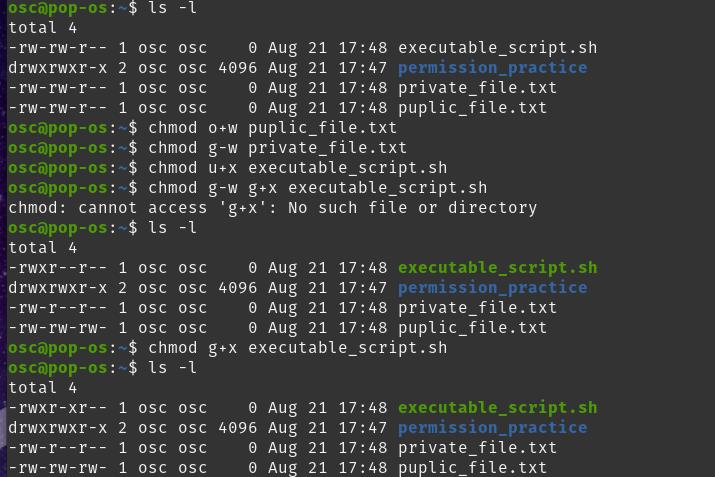 osc@pop-os:~$ ls -l
total 4
-rw-rw-r-- 1 osc osc    0 Aug 21 17:48 executable_script.sh
drwxrwxr-x 2 osc osc 4096 Aug 21 17:47 permission_practice
-rw-rw-r-- 1 osc osc    0 Aug 21 17:48 private_file.txt
-rw-rw-r-- 1 osc osc    0 Aug 21 17:48 puplic_file.txt
osc@pop-os:~$ chmod o+w puplic_file.txt
osc@pop-os:~$ chmod g-w private_file.txt
osc@pop-os:~$ chmod u+x executable_script.sh
osc@pop-os:~$ chmod g-w g+x executable_script.sh
chmod: cannot access 'g+x': No such file or directory
osc@pop-os:~$ ls -l
total 4
-rwxr--r-- 1 osc osc    0 Aug 21 17:48 executable_script.sh
drwxrwxr-x 2 osc osc 4096 Aug 21 17:47 permission_practice
-rw-r--r-- 1 osc osc    0 Aug 21 17:48 private_file.txt
-rw-rw-rw- 1 osc osc    0 Aug 21 17:48 puplic_file.txt
osc@pop-os:~$ chmod g+x executable_script.sh
osc@pop-os:~$ ls -l
total 4
-rwxr-xr-- 1 osc osc    0 Aug 21 17:48 executable_script.sh
drwxrwxr-x 2 osc osc 4096 Aug 21 17:47 permission_practice
-rw-r--r-- 1 osc osc    0 Aug 21 17:48 private_file.txt
-rw-rw-rw- 1 osc osc    0 Aug 21 17:48 puplic_file.txt